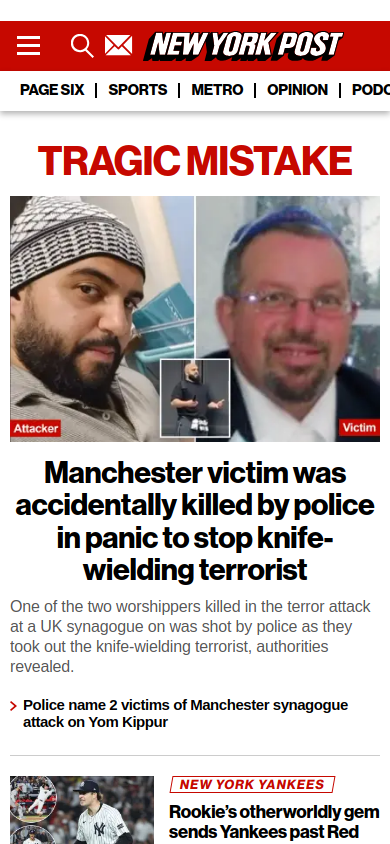 NEW YORK POST
PAGE SIX | SPORTS | METRO | OPINION | PODC
TRAGIC MISTAKE
Attacker
Victim
Manchester victim was
accidentally killed by police
in panic to stop knife-
wielding terrorist
One of the two worshippers killed in the terror attack
at a UK synagogue on was shot by police as they
took out the knife-wielding terrorist, authorities
revealed.
Police name 2 victims of Manchester synagogue
attack on Yom Kippur
NEW YORK YANKEES
Rookie's otherworldly gem
sends Yankees past Red